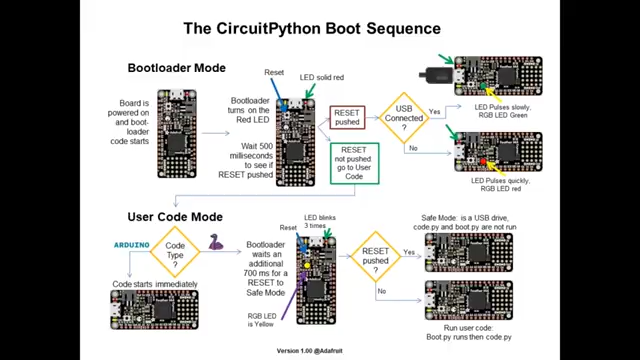 The CircuitPython Boot Sequence
Bootloader Mode
Reset
LED solid red
Board is
powered on
and boot-
loader
code starts
Bootloader
turns on the
Red LED
Wait 500
milliseconds
to see if
RESET pushed
RESET
pushed
RESET
not pushed
go to User
Code
USB
Connected
?
Yes
No
LED Pulses slowly,
RGB LED Green
LED Pulses quickly,
RGB LED red
User Code Mode
ARDUINO
Code
Type
?
Code starts immediately
Reset
LED blinks
3 times
Bootloader
waits an
additional
700 ms for a
RESET to
Safe Mode
RGB LED
is Yellow
RESET
pushed
?
Yes
No
Safe Mode: is a USB drive,
code.py and boot.py are not run
Run user code:
Boot.py runs then code.py
Version 1.00 @Adafruit